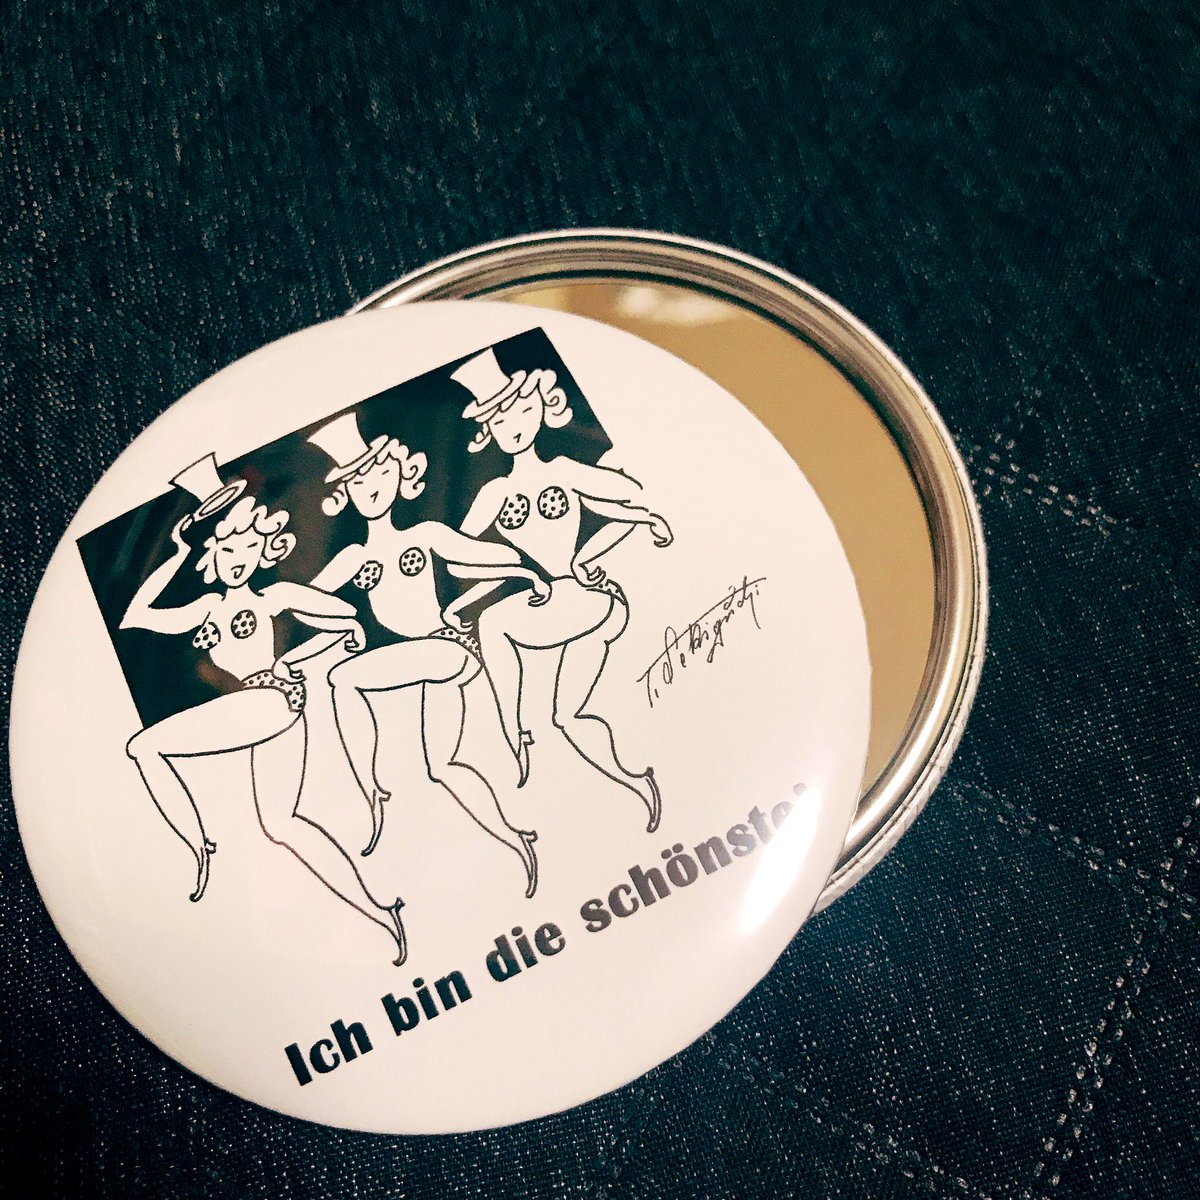 Ich bin die schönste!